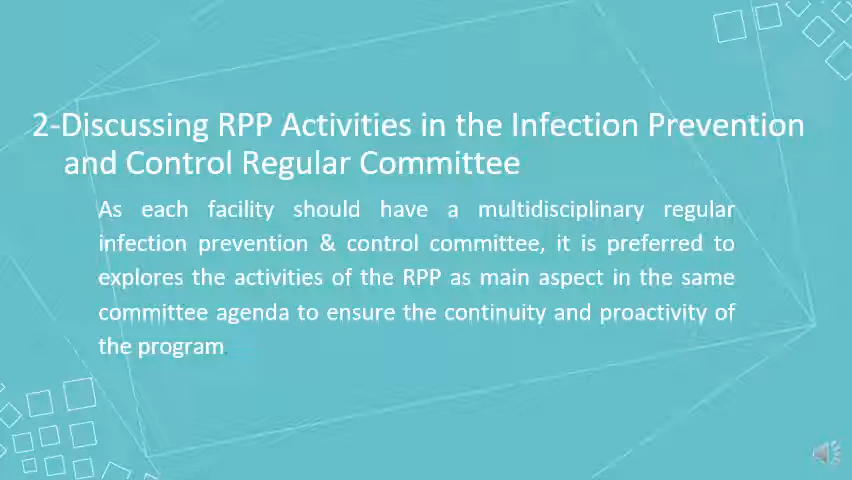 2-Discussing RPP Activities in the Infection Prevention
and Control Regular Committee
As each facility should have a multidisciplinary regular
infection prevention & control committee, it is preferred to
explores the activities of the RPP as main aspect in the same
committee agenda to ensure the continuity and proactivity of
the program.